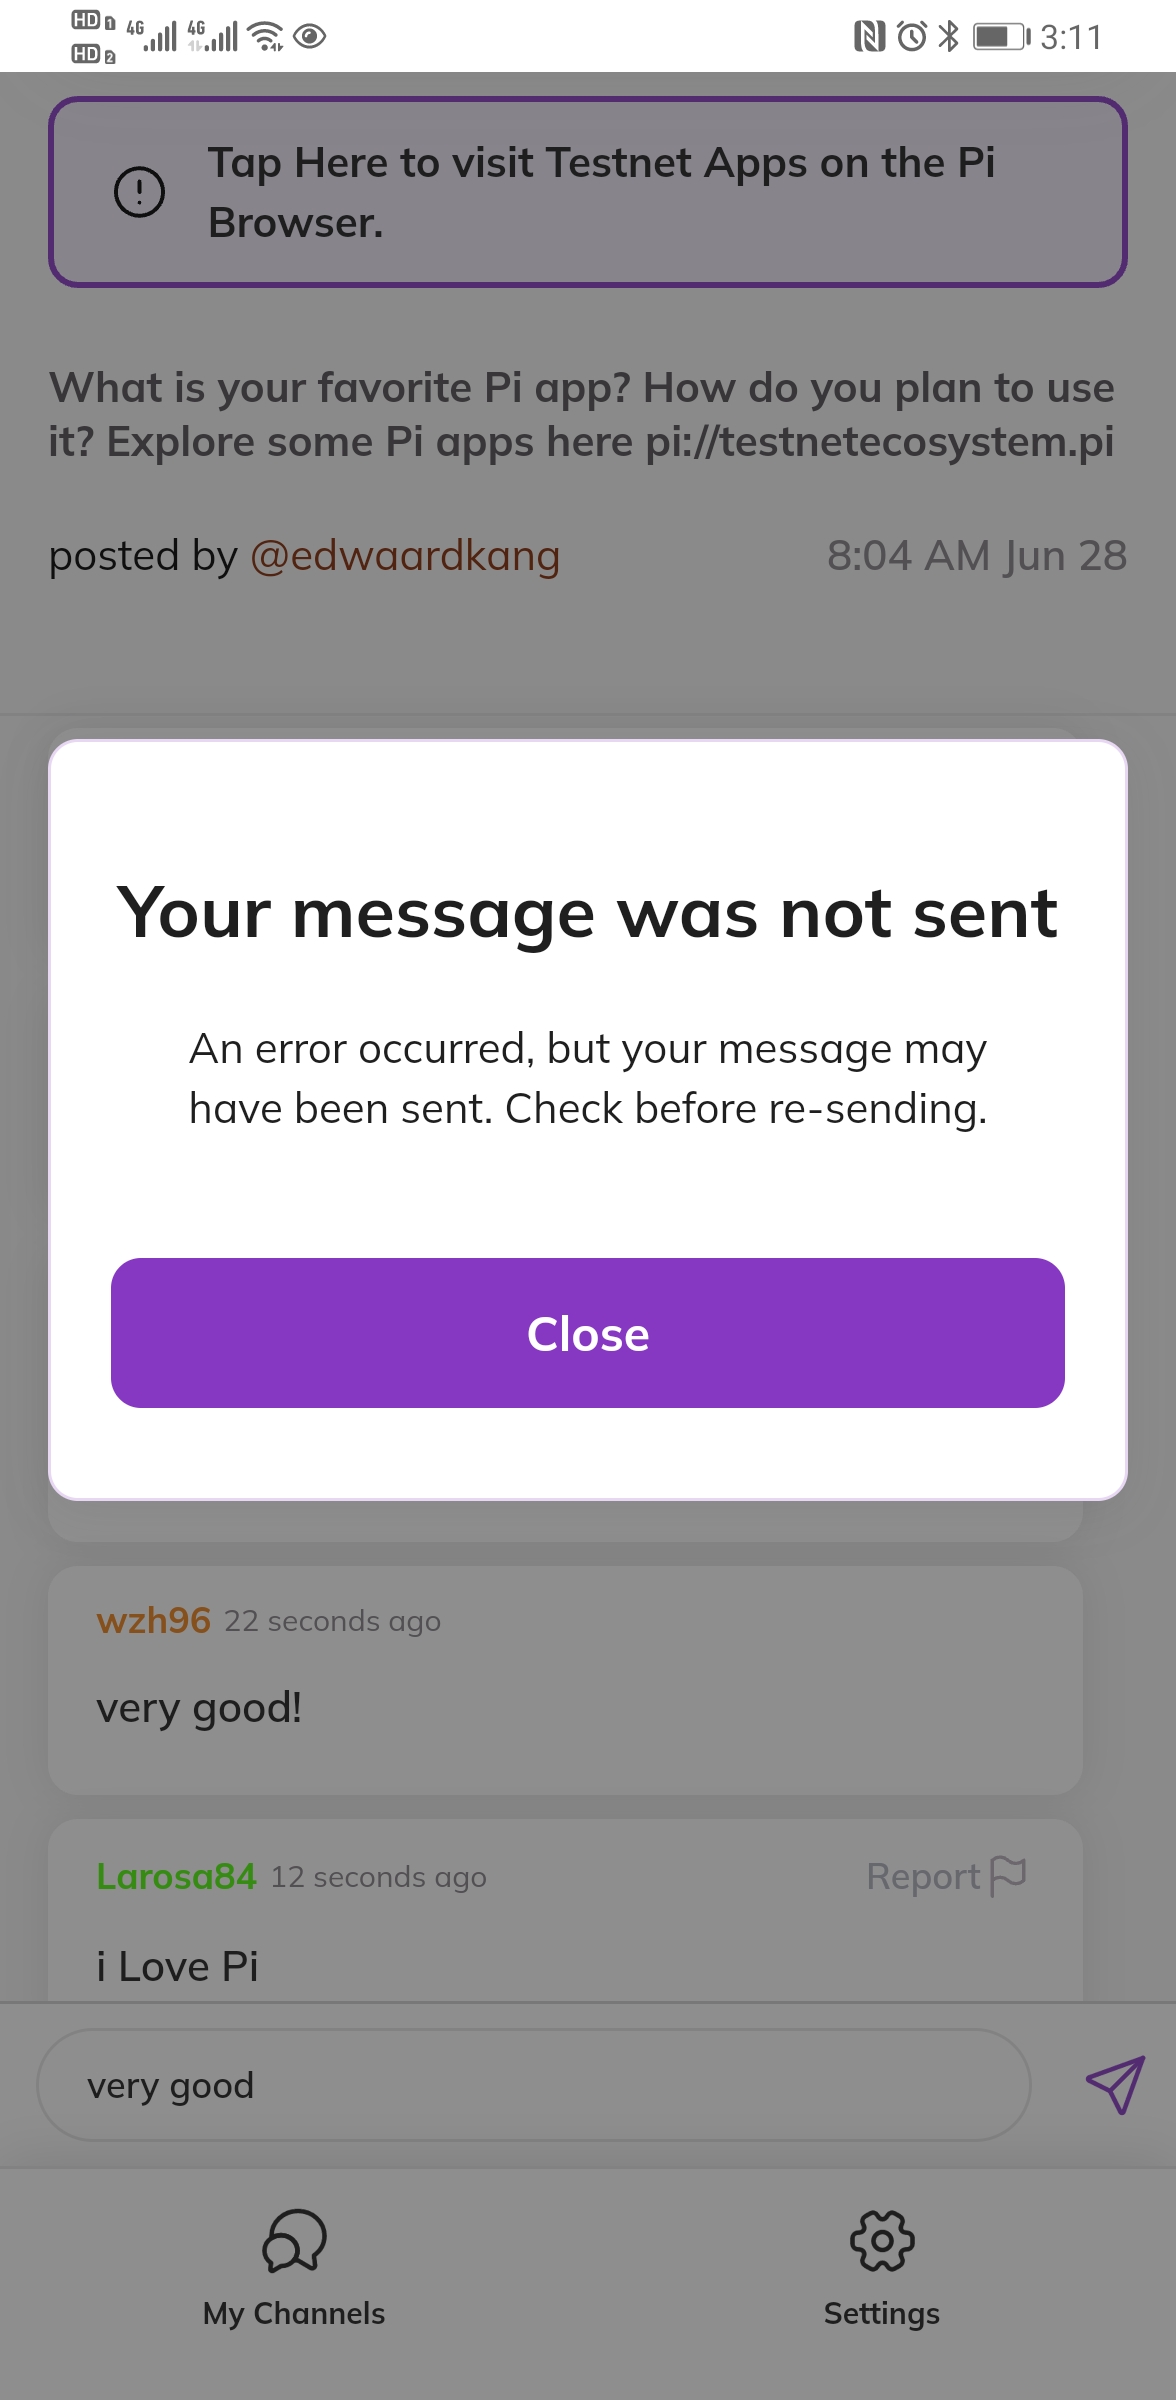 HD 1 4G 4G 3:11
HD 2
Tap Here to visit Testnet Apps on the Pi
Browser.
What is your favorite Pi app? How do you plan to use
it? Explore some Pi apps here pi://testnetecosystem.pi
posted by @edwaardkang 8:04 AM Jun 28
Your message was not sent
An error occurred, but your message may
have been sent. Check before re-sending.
Close
wzh96 22 seconds ago
very good!
Larosa84 12 seconds ago Report
i Love Pi
very good
My Channels Settings